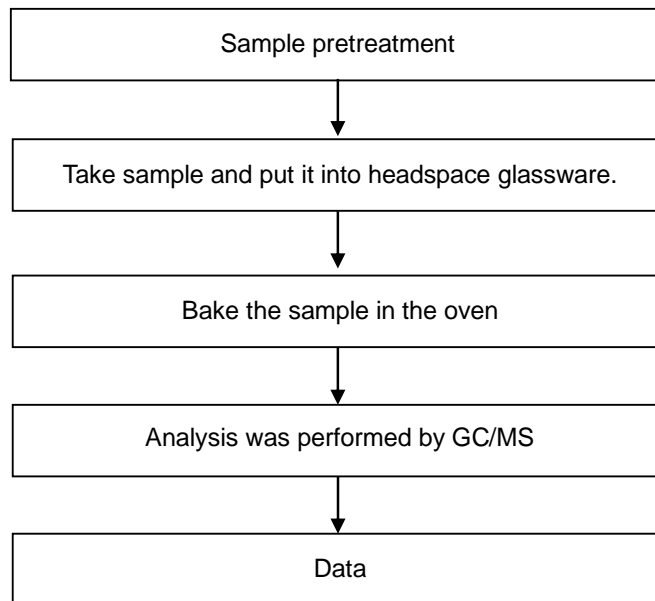 Sample pretreatment
Take sample and put it into headspace glassware.
Bake the sample in the oven
Analysis was performed by GC/MS
Data